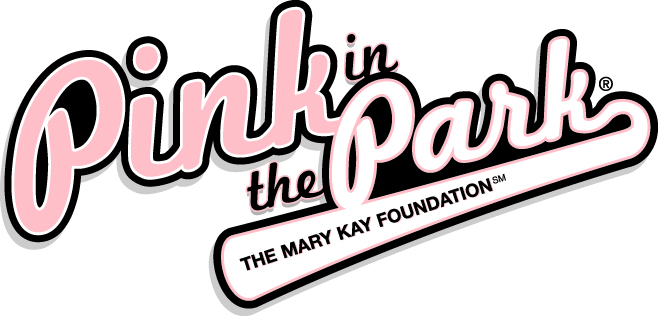 Pink in
the Park®
THE MARY KAY FOUNDATION℠